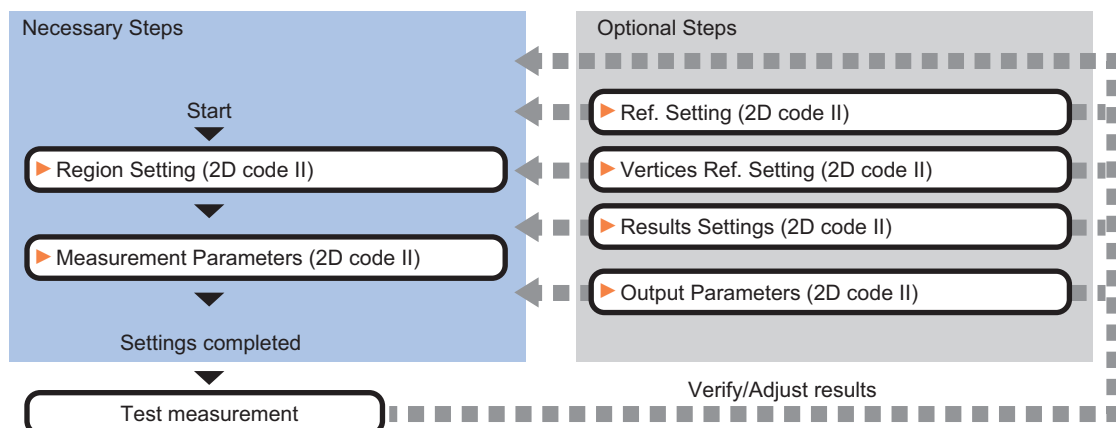 Necessary Steps
Start
Region Setting (2D code II)
Measurement Parameters (2D code II)
Settings completed
Test measurement
Optional Steps
Ref. Setting (2D code II)
Vertices Ref. Setting (2D code II)
Results Settings (2D code II)
Output Parameters (2D code II)
Verify/Adjust results